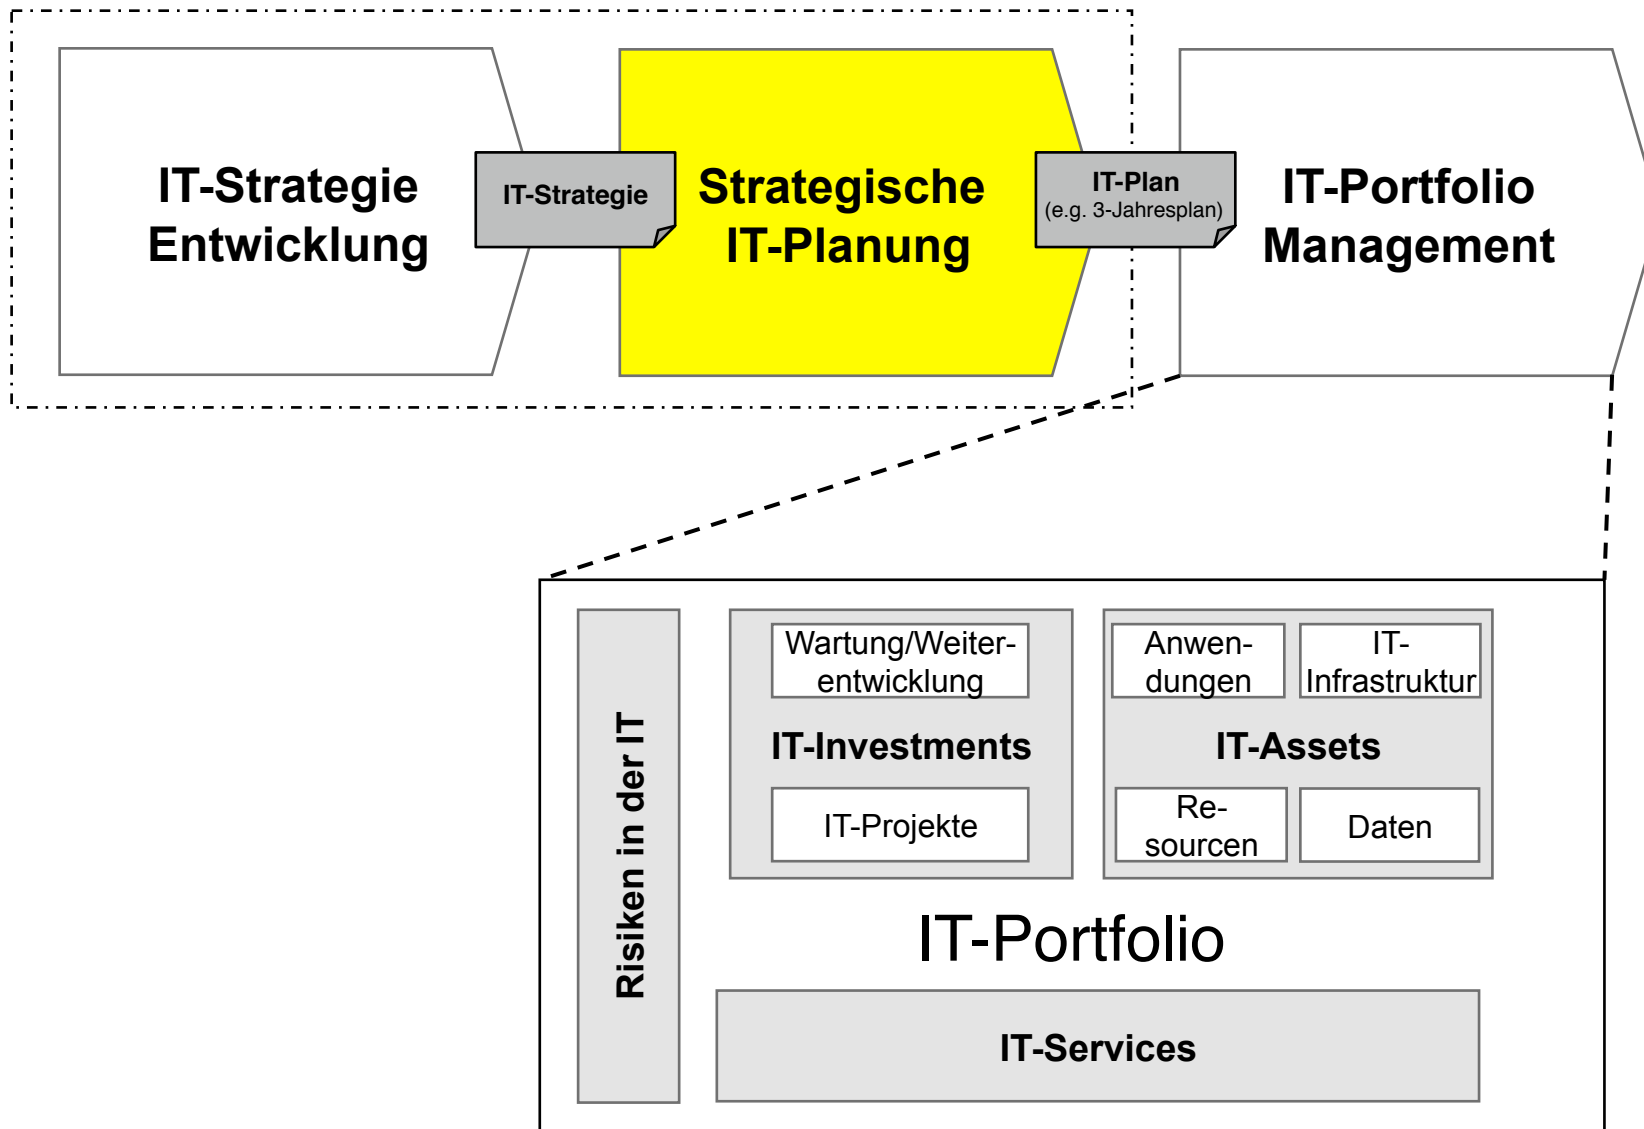 IT-Strategie
Entwicklung
IT-Strategie
Strategische
IT-Planung
IT-Plan
(e.g. 3-Jahresplan)
IT-Portfolio
Management
Risiken in der IT
Wartung/Weiter-
entwicklung
IT-Investments
IT-Projekte
Anwen-
dungen
IT-
Infrastruktur
IT-Assets
Re-
sourcen
Daten
IT-Portfolio
IT-Services